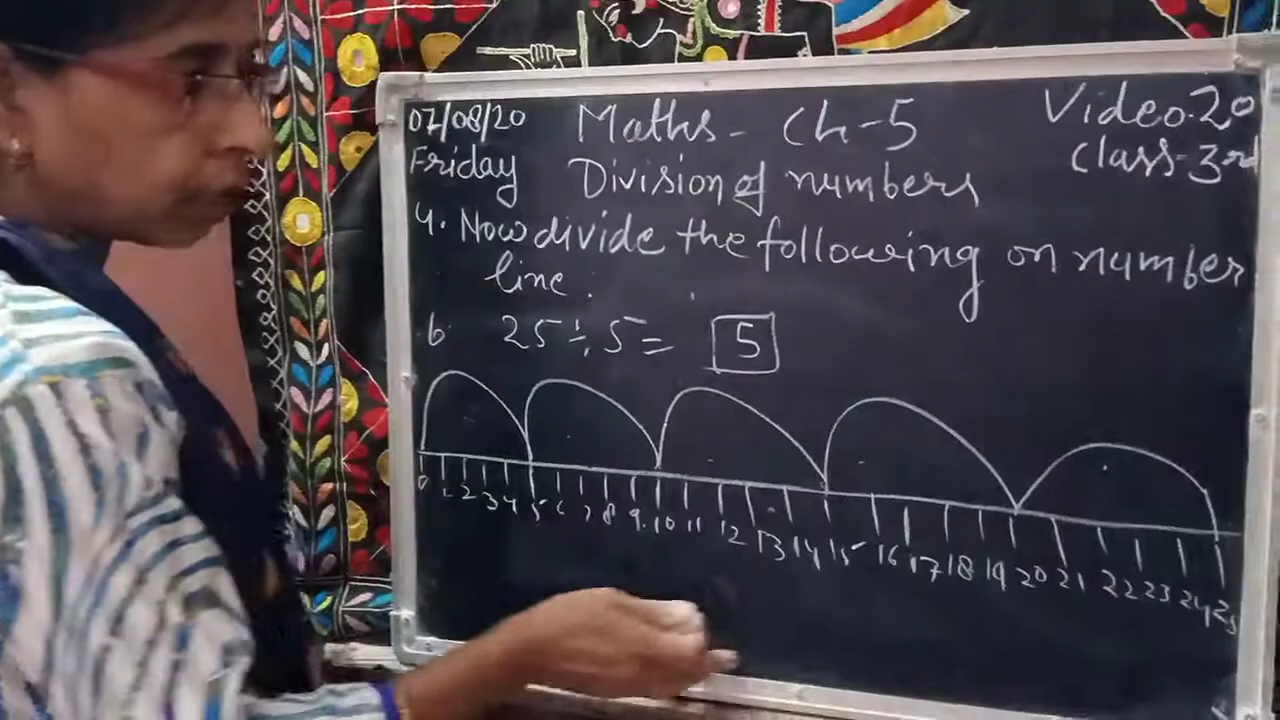 07/08/20 Maths - Ch-5 Video.20
Friday Division of numbers Class-3rd
4. Now divide the following on number
line:
b. 25 ÷ 5 = 5
0 1 2 3 4 5 6 7 8 9 10 11 12 13 14 15 16 17 18 19 20 21 22 23 24 25